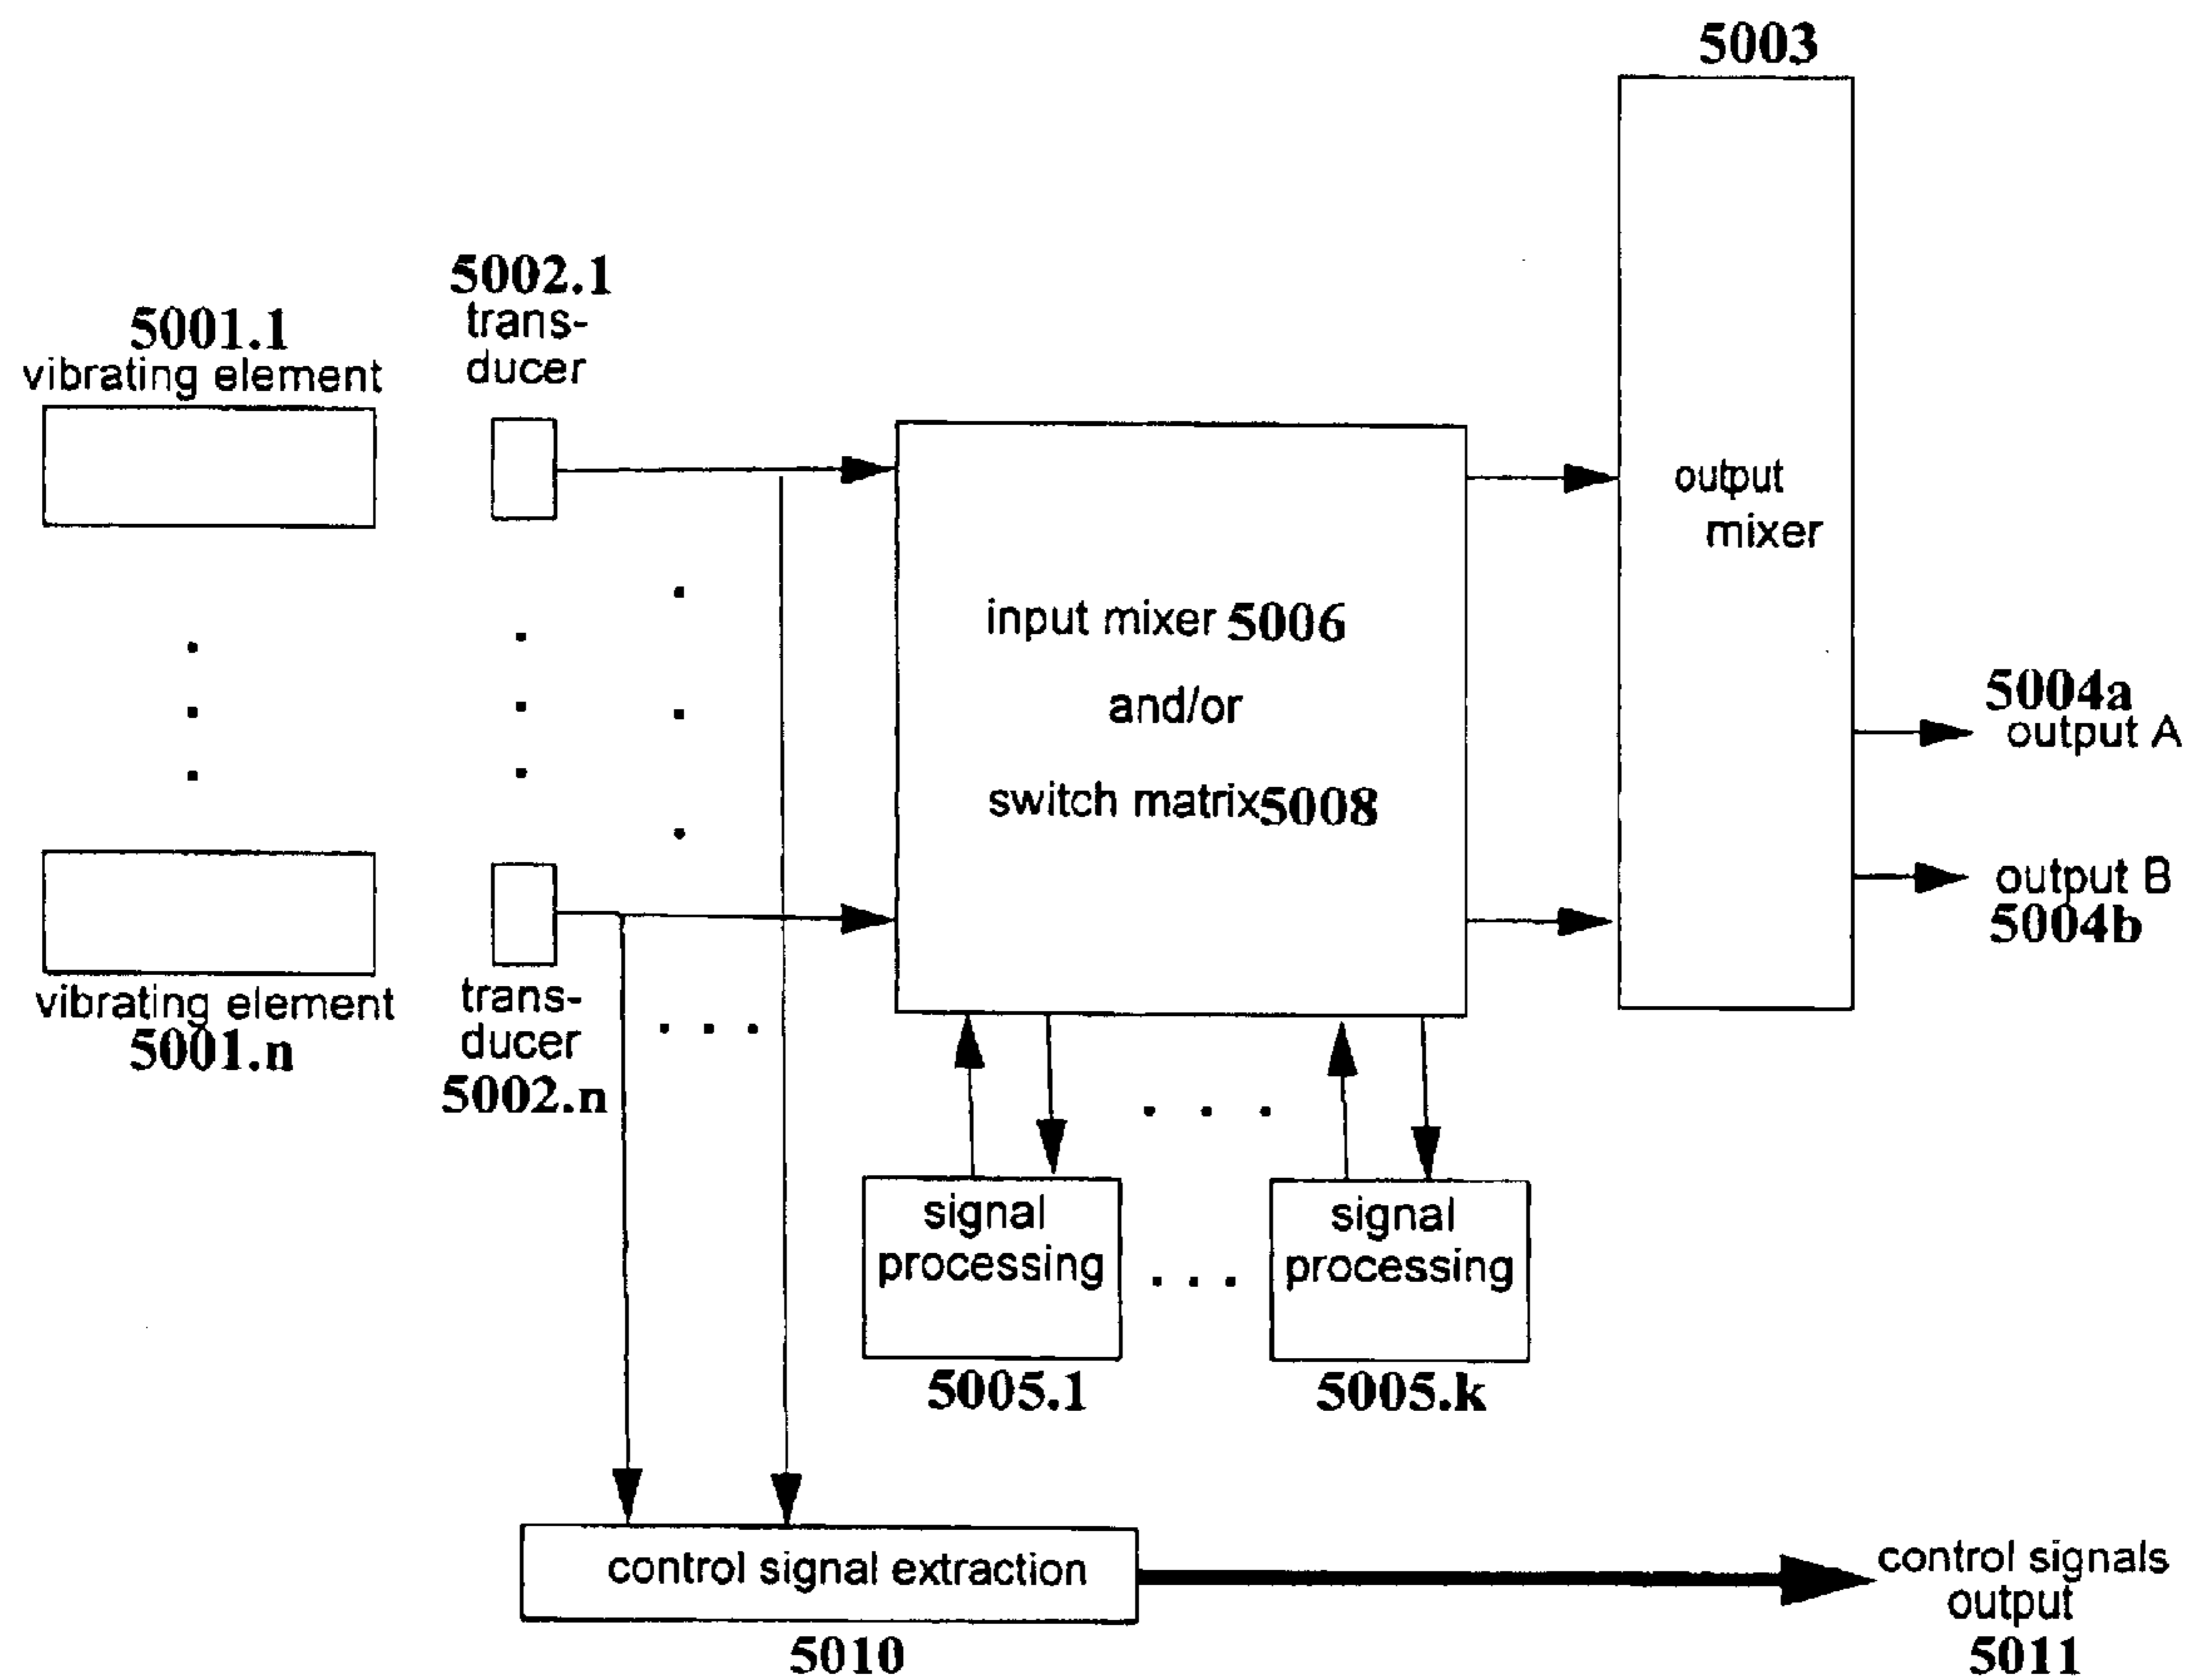 5003
5002.1
trans-
ducer
5001.1
vibrating element
output
mixer
input mixer 5006
and/or
switch matrix5008
5004a
output A
output B
5004b
vibrating element
5001.n
trans-
ducer
5002.n
signal
processing
5005.1
signal
processing
5005.k
control signal extraction
5010
control signals
output
5011